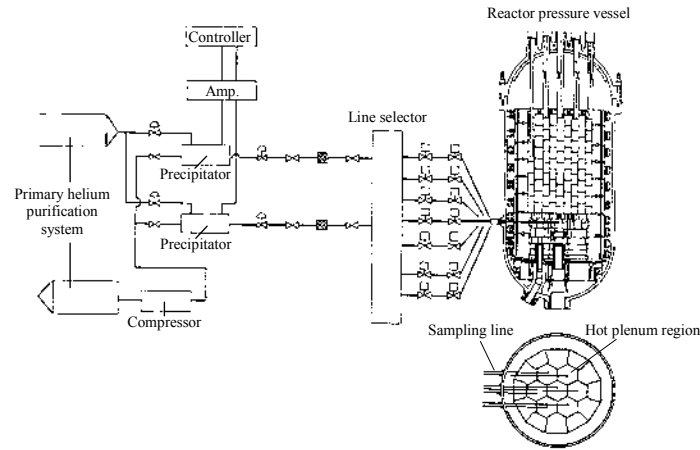 Reactor pressure vessel
Controller
Amp.
Line selector
Precipitator
Primary helium
purification
system
Precipitator
Compressor
Sampling line
Hot plenum region